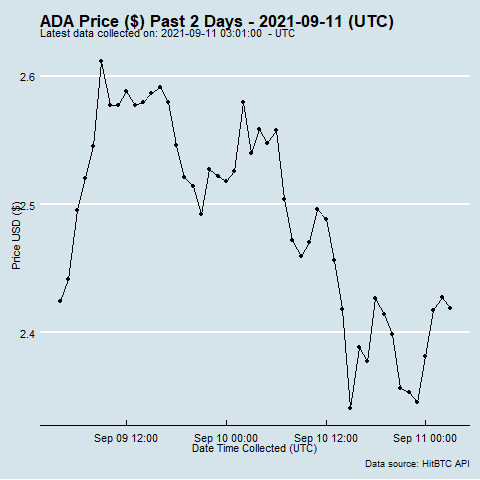 ADA Price ($) Past 2 Days - 2021-09-11 (UTC)
Latest data collected on: 2021-09-11 03:01:00  - UTC
2.6
2.5
2.4
Price USD ($)
Sep 09 12:00
Sep 10 00:00
Sep 10 12:00
Sep 11 00:00
Date Time Collected (UTC)
Data source: HitBTC API